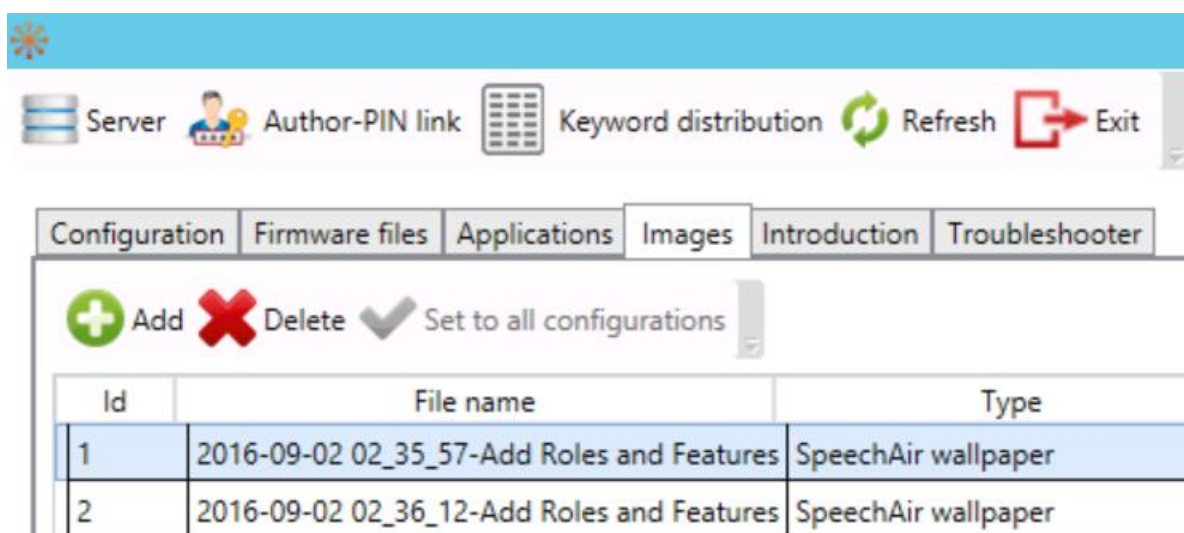 Server Author-PIN link Keyword distribution Refresh Exit
Configuration Firmware files Applications Images Introduction Troubleshooter
Add Delete Set to all configurations
Id File name Type
1 2016-09-02 02_35_57-Add Roles and Features SpeechAir wallpaper
2 2016-09-02 02_36_12-Add Roles and Features SpeechAir wallpaper